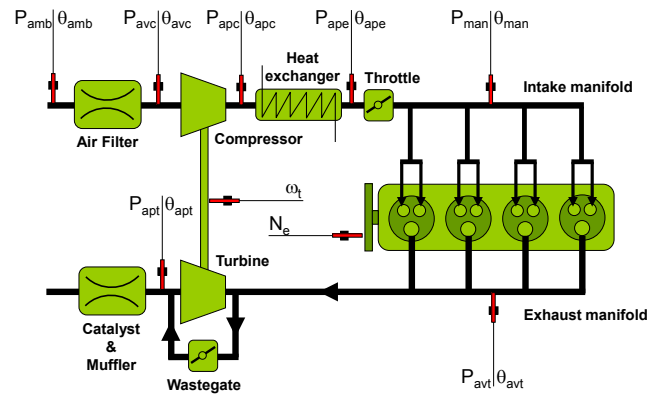 P_amb|θ_amb
P_avc|θ_avc
P_apc|θ_apc
P_ape|θ_ape
P_man|θ_man
Heat
exchanger
Throttle
Intake manifold
Air Filter
Compressor
P_apt|θ_apt
ω_t
N_e
Turbine
Catalyst
&
Muffler
Wastegate
Exhaust manifold
P_avt|θ_avt